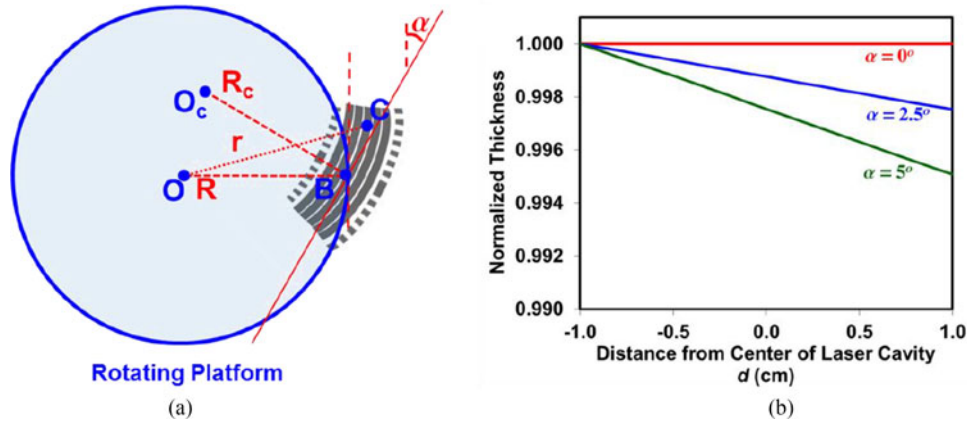 α
R_c
O_c
C
r
O
R
B
Rotating Platform
(a)
Normalized Thickness
1.000
0.998
0.996
0.994
0.992
0.990
α = 0°
α = 2.5°
α = 5°
-1.0
-0.5
0.0
0.5
1.0
Distance from Center of Laser Cavity
d (cm)
(b)